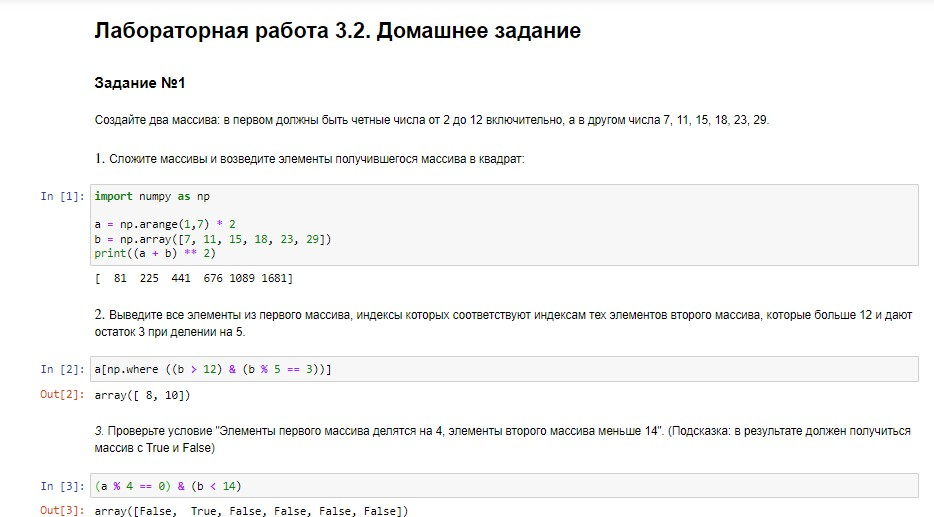 Лабораторная работа 3.2. Домашнее задание
Задание №1
Создайте два массива: в первом должны быть четные числа от 2 до 12 включительно, а в другом числа 7, 11, 15, 18, 23, 29.
1. Сложите массивы и возведите элементы получившегося массива в квадрат:
In [1]: import numpy as np
a = np.arange(1,7) * 2
b = np.array([7, 11, 15, 18, 23, 29])
print((a + b) ** 2)
[  81  225  441  676 1089 1681]
2. Выведите все элементы из первого массива, индексы которых соответствуют индексам тех элементов второго массива, которые больше 12 и дают
остаток 3 при делении на 5.
In [2]: a[np.where ((b > 12) & (b % 5 == 3))]
Out[2]: array([ 8, 10])
3. Проверьте условие "Элементы первого массива делятся на 4, элементы второго массива меньше 14". (Подсказка: в результате должен получиться
массив с True и False)
In [3]: (a % 4 == 0) & (b < 14)
Out[3]: array([False,  True, False, False, False, False])